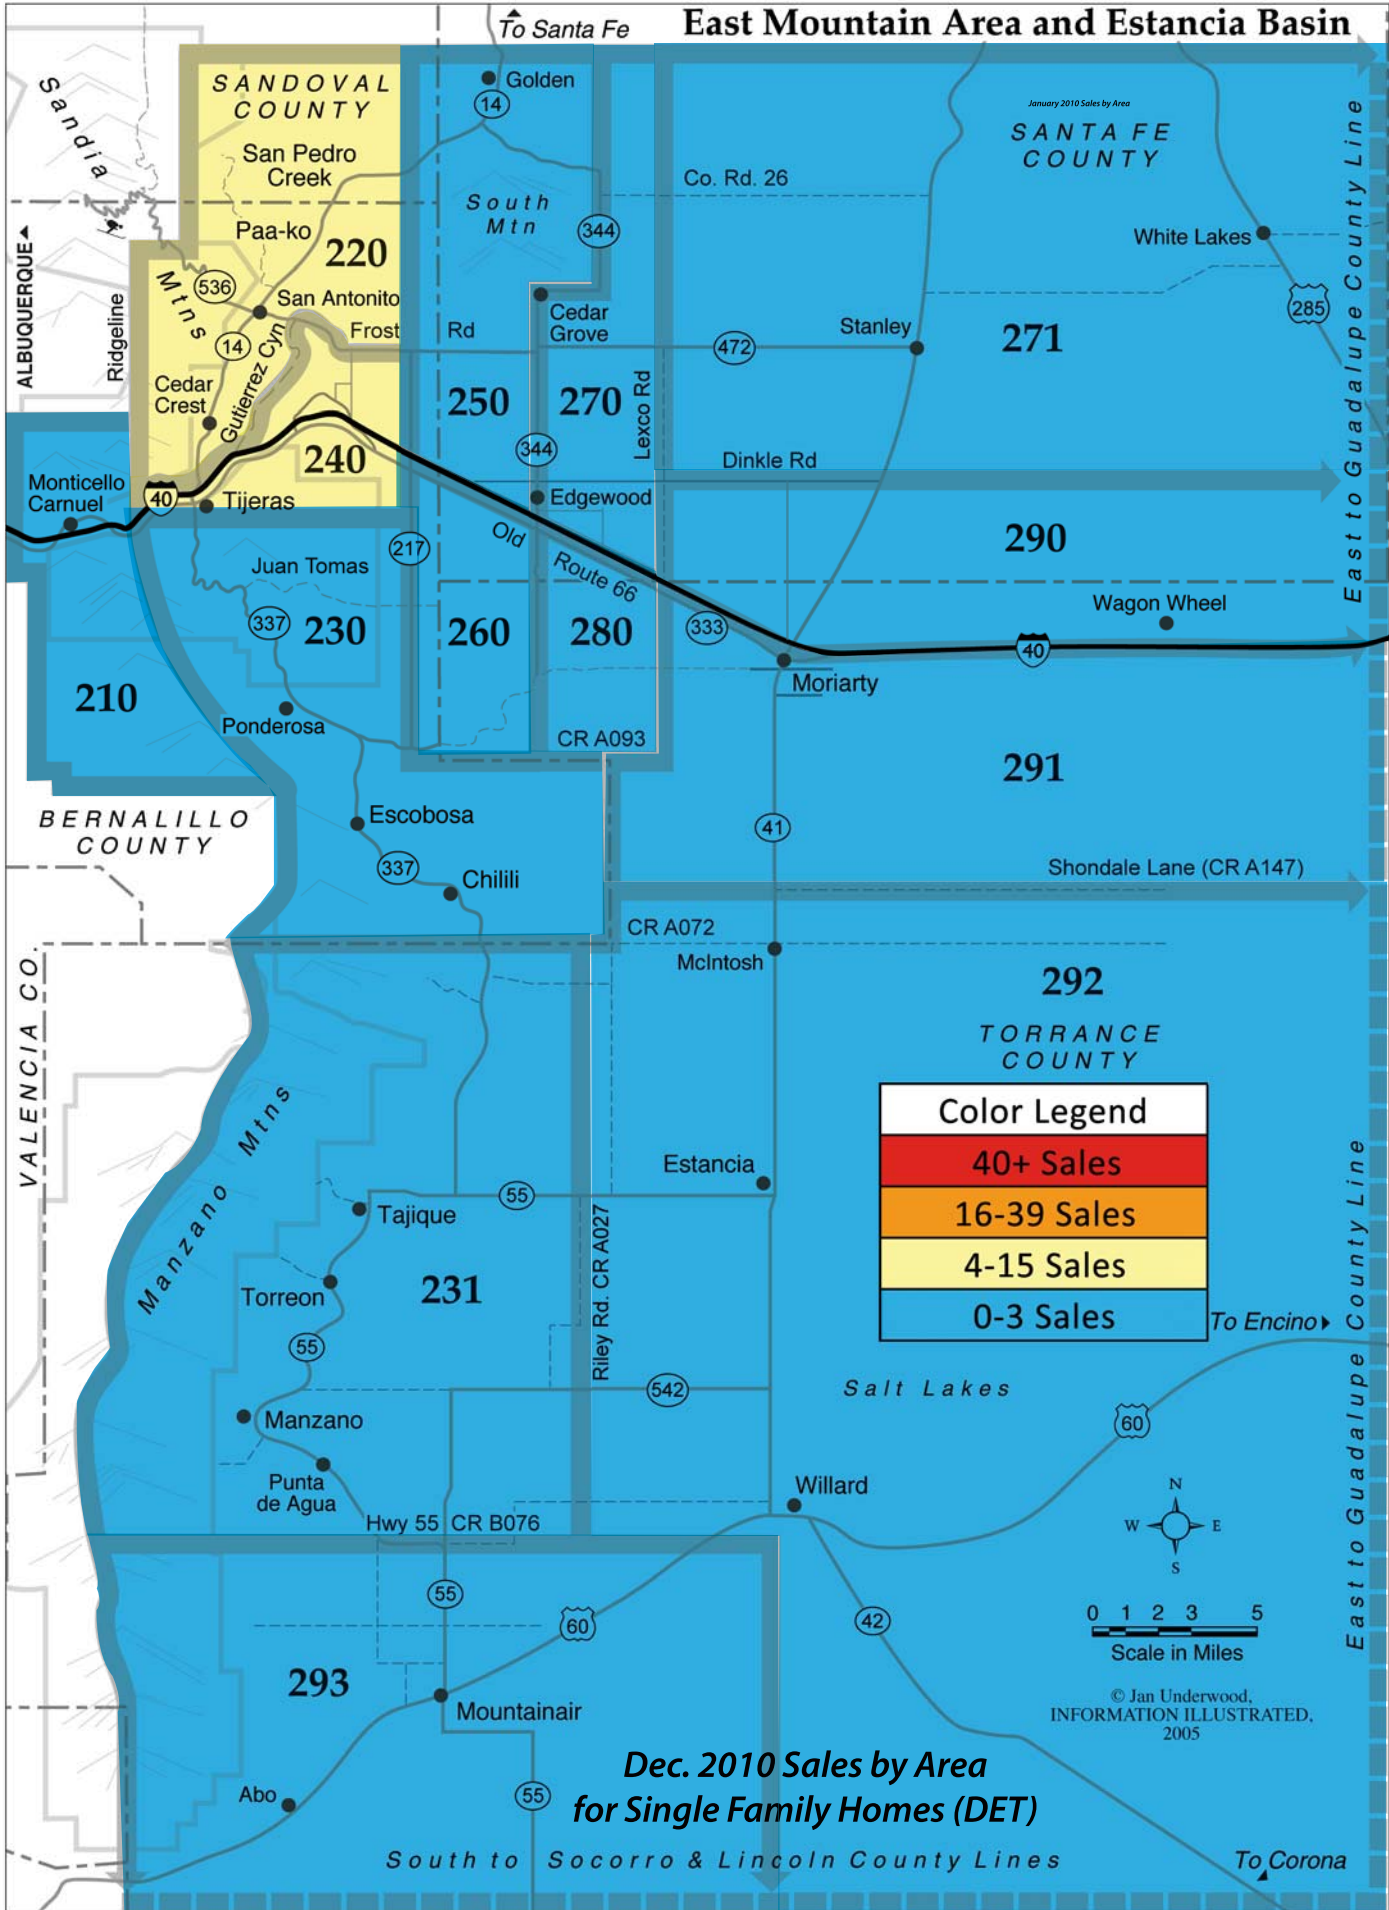 To Santa Fe
East Mountain Area and Estancia Basin
SANDOVAL
COUNTY
Golden
14
January 2010 Sales by Area
SANTA FE
COUNTY
Sandia
Mtns
San Pedro
Creek
South
Mtn
Co. Rd. 26
344
White Lakes
East to Guadalupe County Line
ALBUQUERQUE
Ridgeline
Paa-ko
220
536
San Antonito
14
Frost
Rd
Cedar
Grove
472
Stanley
271
285
Cedar
Crest
Gutierrez Cyn
250
270
Lexco Rd
344
240
Dinkle Rd
Monticello
Carnuel
40
Tijeras
Edgewood
Old
Route 66
217
290
Juan Tomas
337
230
260
280
333
Wagon Wheel
40
210
Ponderosa
Moriarty
CR A093
291
BERNALILLO
COUNTY
Escobosa
41
337
Chilili
Shondale Lane (CR A147)
CR A072
McIntosh
292
VALENCIA CO.
TORRANCE
COUNTY
Color Legend
40+ Sales
16-39 Sales
4-15 Sales
0-3 Sales
Manzano Mtns
Estancia
55
Tajique
Riley Rd. CR A027
Torreon
231
55
To Encino
East to Guadalupe County Line
542
Salt Lakes
60
Manzano
Punta
de Agua
Willard
N
W
E
S
Hwy 55
CR B076
55
60
42
0 1 2 3 5
Scale in Miles
293
Mountainair
© Jan Underwood,
INFORMATION ILLUSTRATED,
2005
Dec. 2010 Sales by Area
for Single Family Homes (DET)
Abo
55
South to Socorro & Lincoln County Lines
To Corona